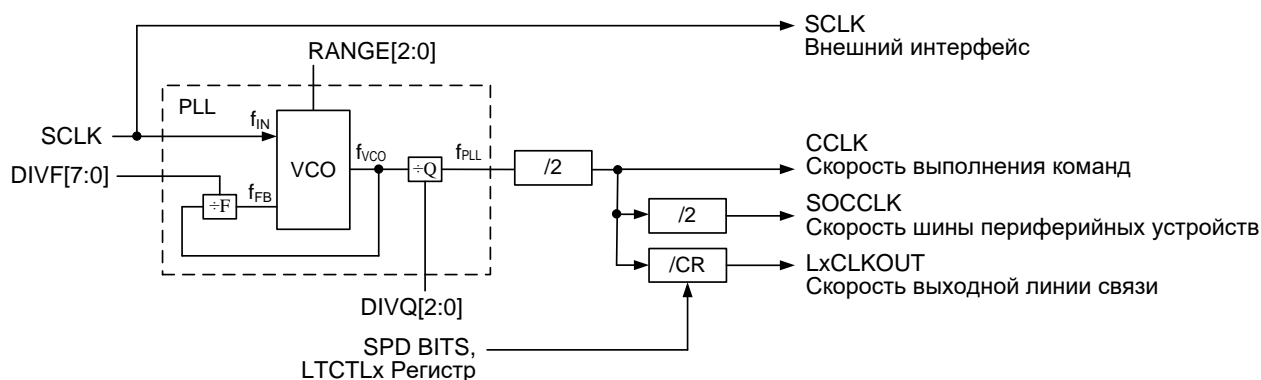 SCLK
Внешний интерфейс
RANGE[2:0]
PLL
SCLK
fIN
VCO
fVCO
÷Q
fPLL
/2
CCLK
Скорость выполнения команд
DIVF[7:0]
÷F
fFB
/2
SOCCLK
Скорость шины периферийных устройств
/CR
LxCLKOUT
Скорость выходной линии связи
DIVQ[2:0]
SPD BITS,
LTCTLx Регистр